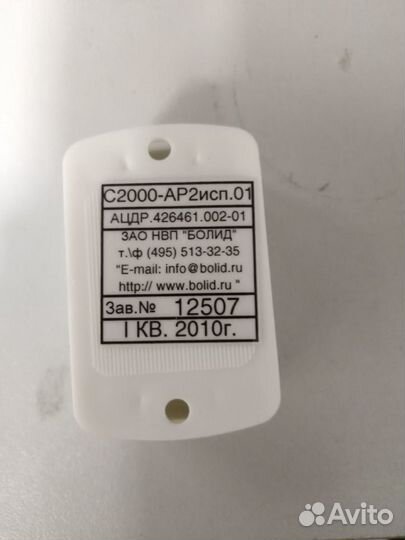 С2000-АР2исп.01
АЦДР.426461.002-01
ЗАО НВП "БОЛИД"
т.\ф (495) 513-32-35
"E-mail: info@bolid.ru
http:// www.bolid.ru "
Зав.№ 12507
I КВ. 2010г.
Avito